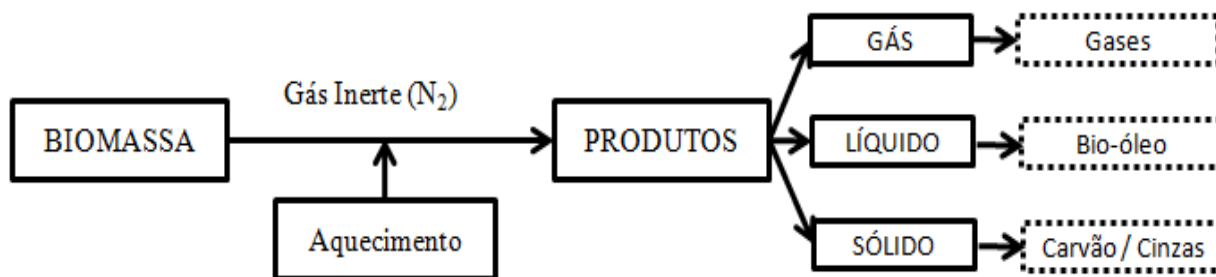 BIOMASSA
Gás Inerte (N₂)
Aquecimento
PRODUTOS
GÁS
Gases
LÍQUIDO
Bio-óleo
SÓLIDO
Carvão / Cinzas